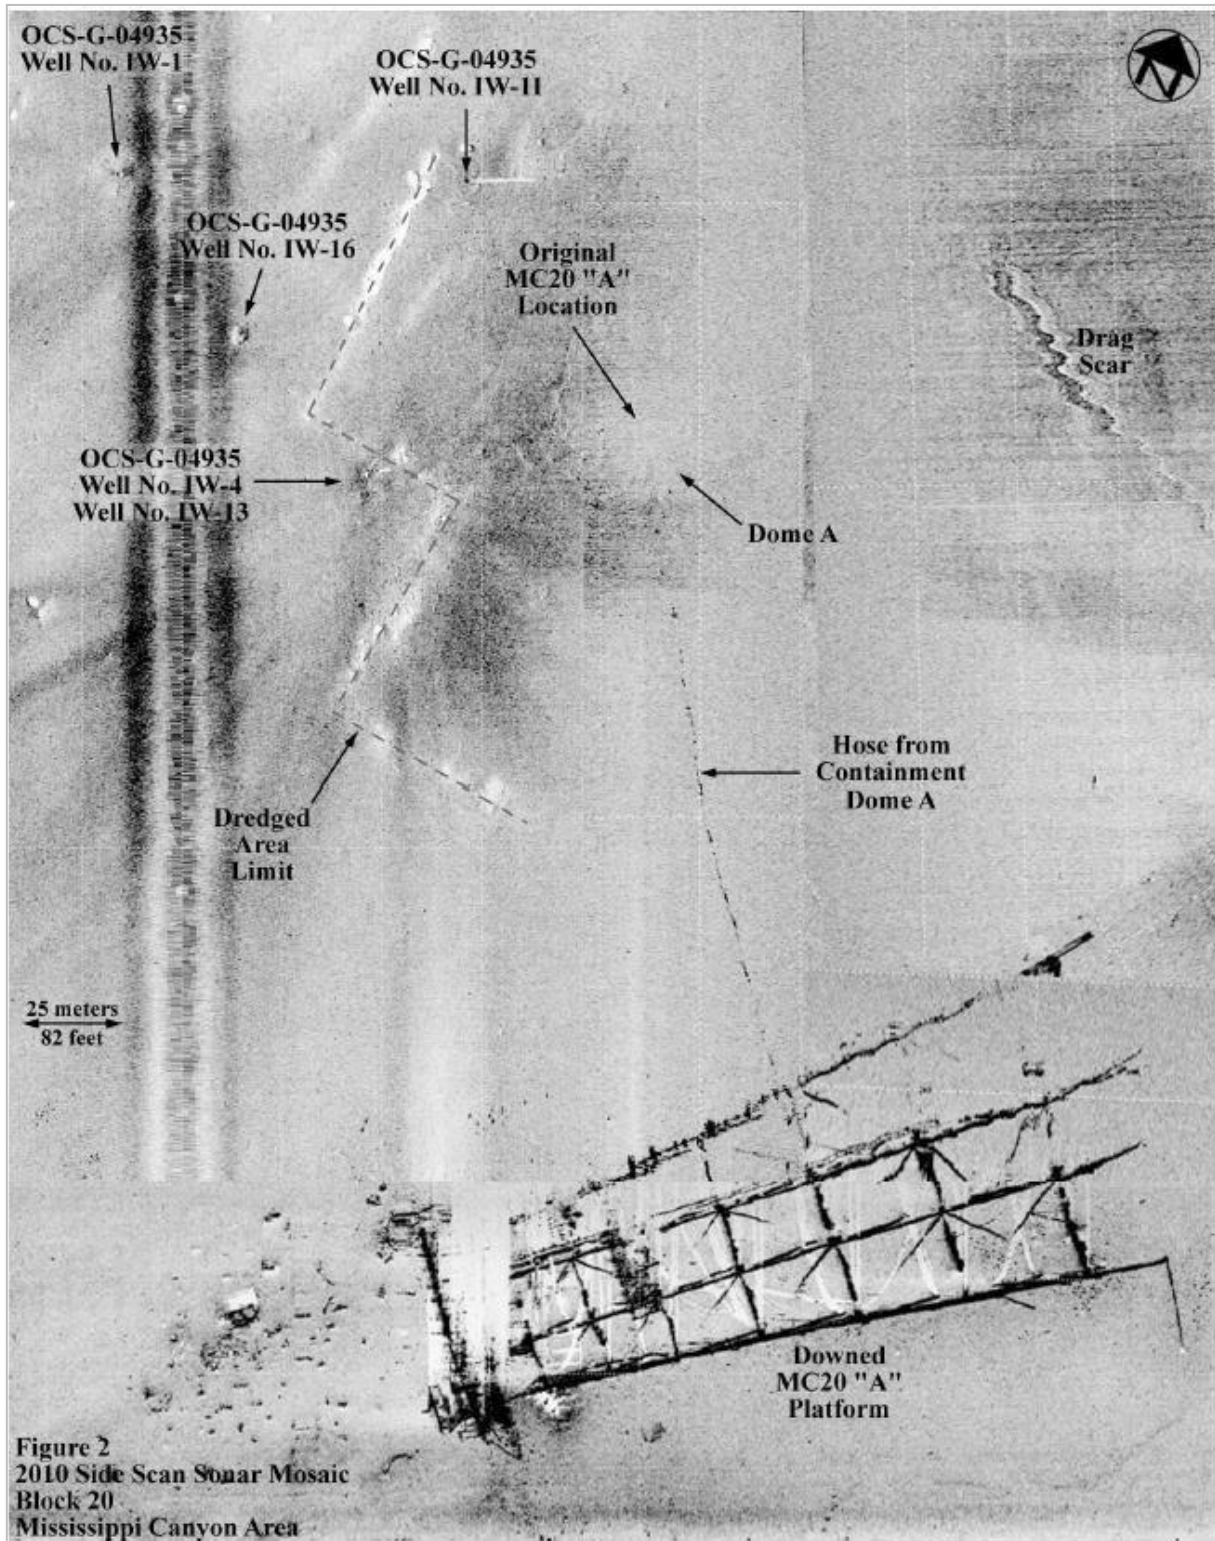 OCS-G-04935
Well No. IW-1
OCS-G-04935
Well No. IW-11
OCS-G-04935
Well No. IW-16
Original
MC20 "A"
Location
Drag
Scar
OCS-G-04935
Well No. IW-4
Well No. IW-13
Dome A
Hose from
Containment
Dome A
Dredged
Area
Limit
25 meters
82 feet
Downed
MC20 "A"
Platform
Figure 2
2010 Side Scan Sonar Mosaic
Block 20
Mississippi Canyon Area